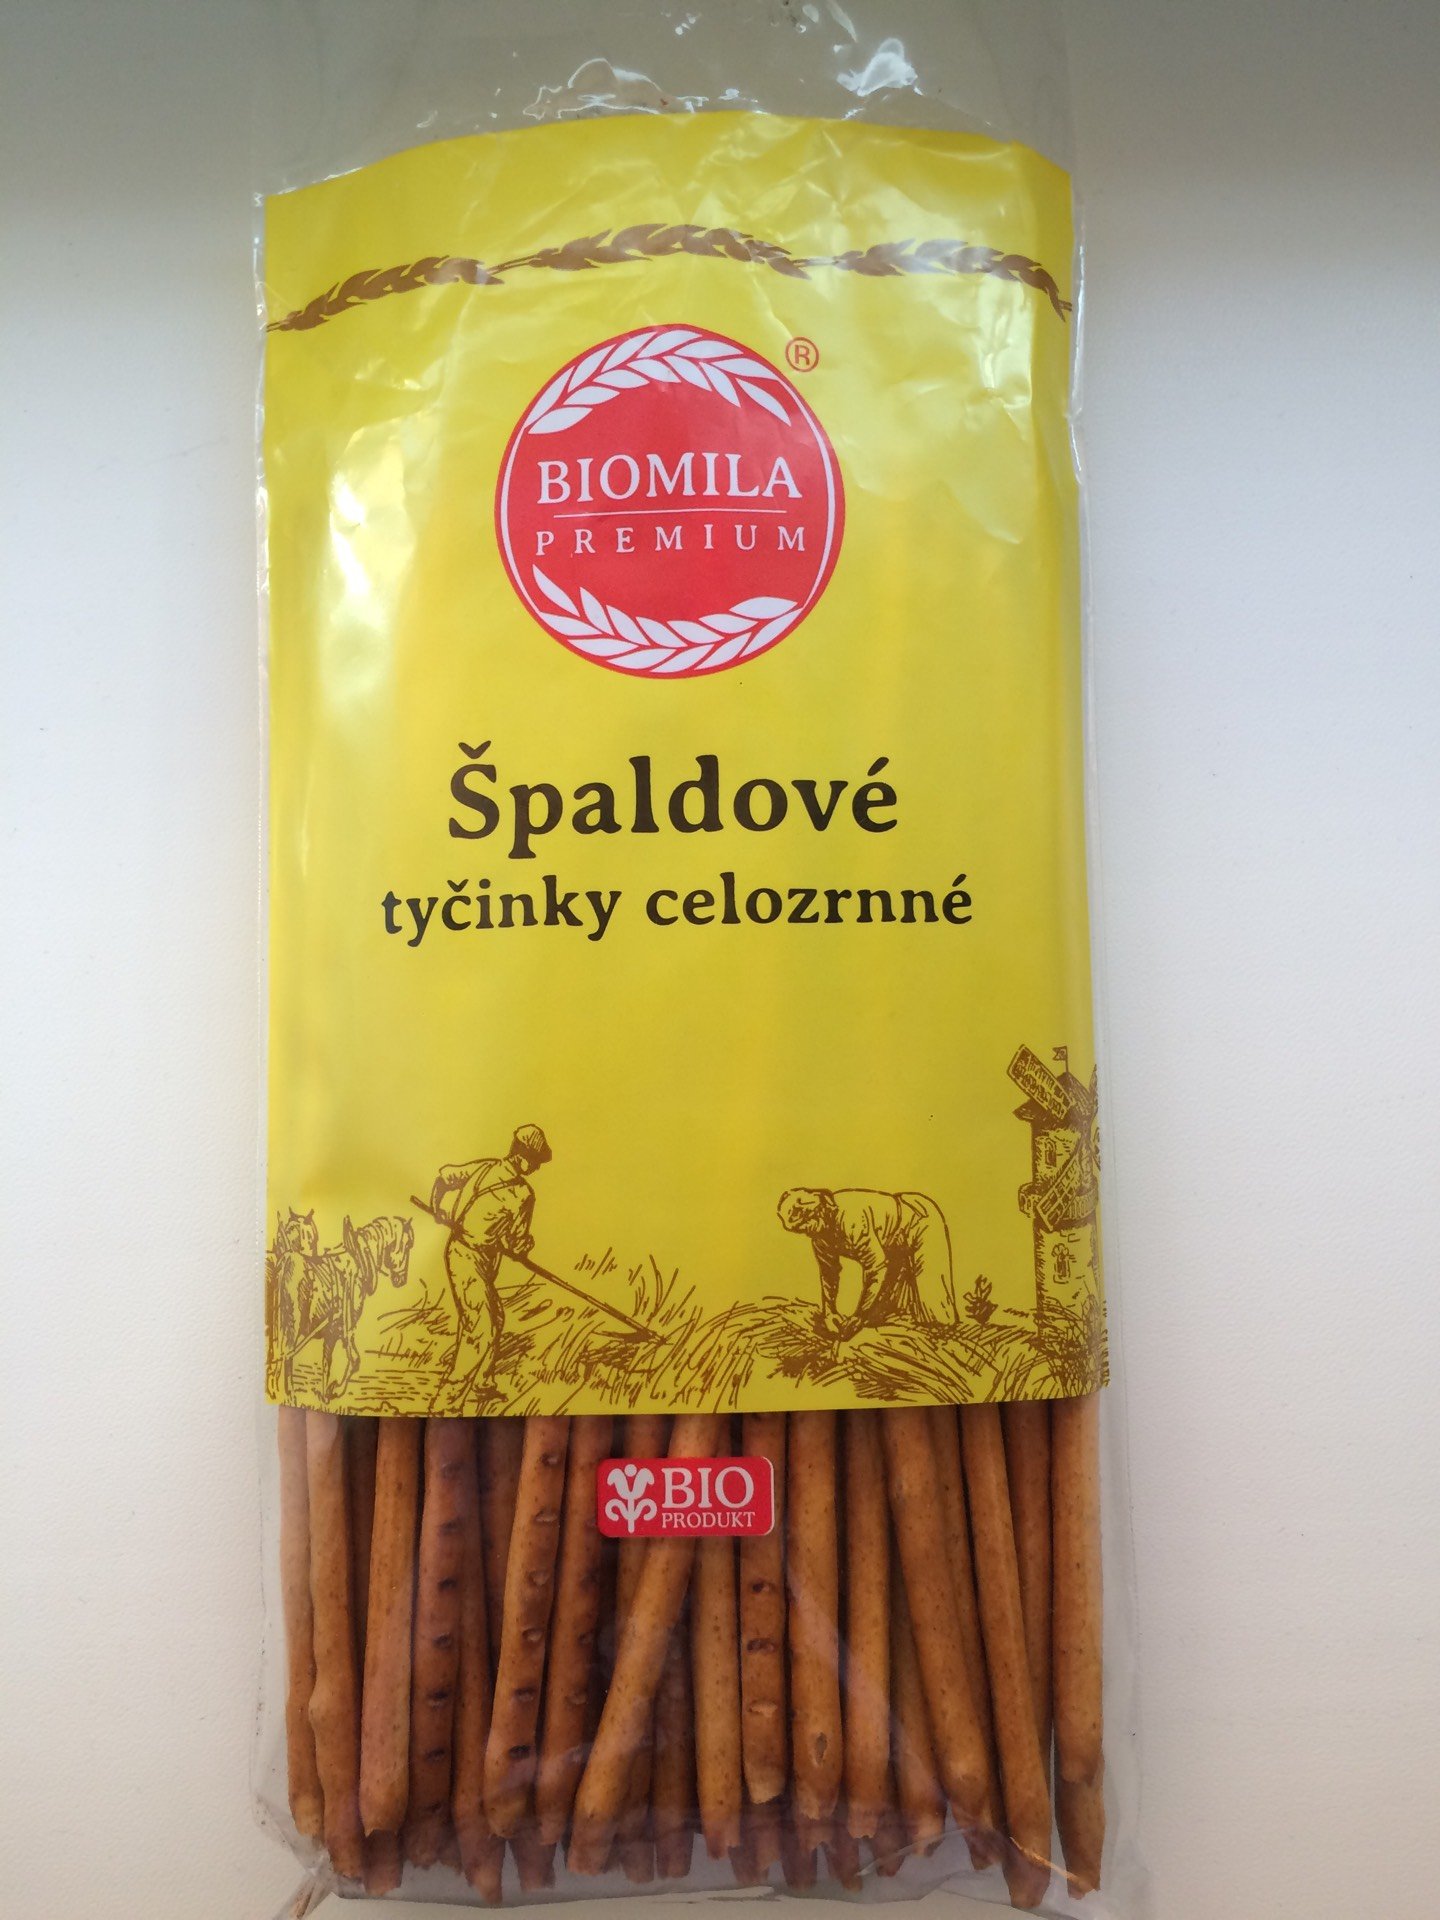 ®
BIOMILA
PREMIUM
Špaldové
tyčinky celozrnné
BIO
PRODUKT